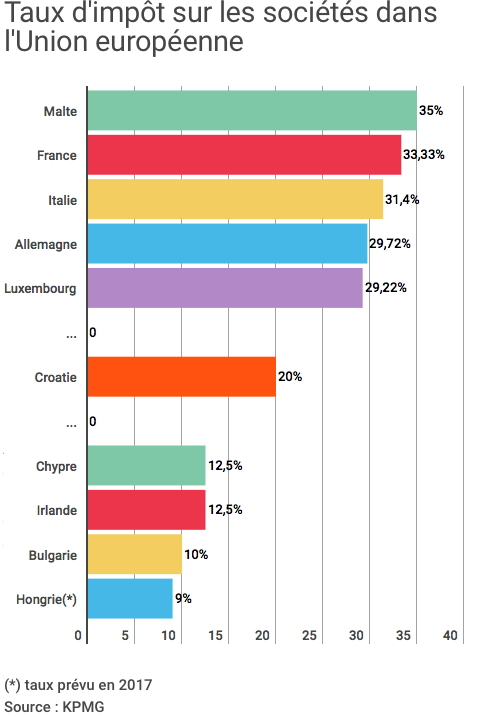 Taux d'impôt sur les sociétés dans
l'Union européenne
Malte 35%
France 33,33%
Italie 31,4%
Allemagne 29,72%
Luxembourg 29,22%
... 0
Croatie 20%
... 0
Chypre 12,5%
Irlande 12,5%
Bulgarie 10%
Hongrie(*) 9%
0 5 10 15 20 25 30 35 40
(*) taux prévu en 2017
Source : KPMG